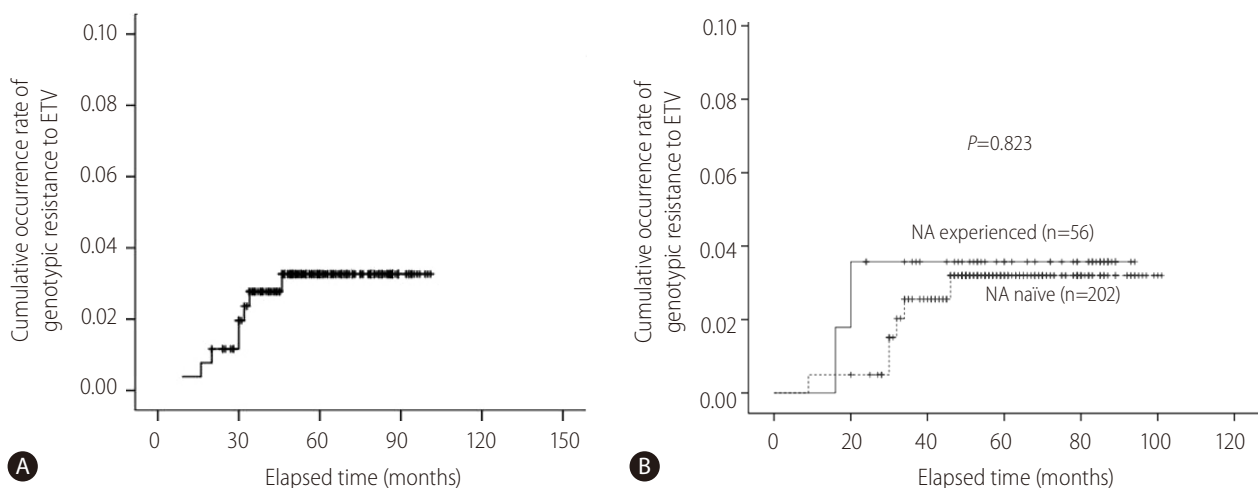 Cumulative occurrence rate of
genotypic resistance to ETV
0.10
0.08
0.06
0.04
0.02
0.00
0 30 60 90 120 150
Elapsed time (months)
A
Cumulative occurrence rate of
genotypic resistance to ETV
0.10
0.08
0.06
0.04
0.02
0.00
P=0.823
NA experienced (n=56)
NA naïve (n=202)
0 20 40 60 80 100 120
Elapsed time (months)
B